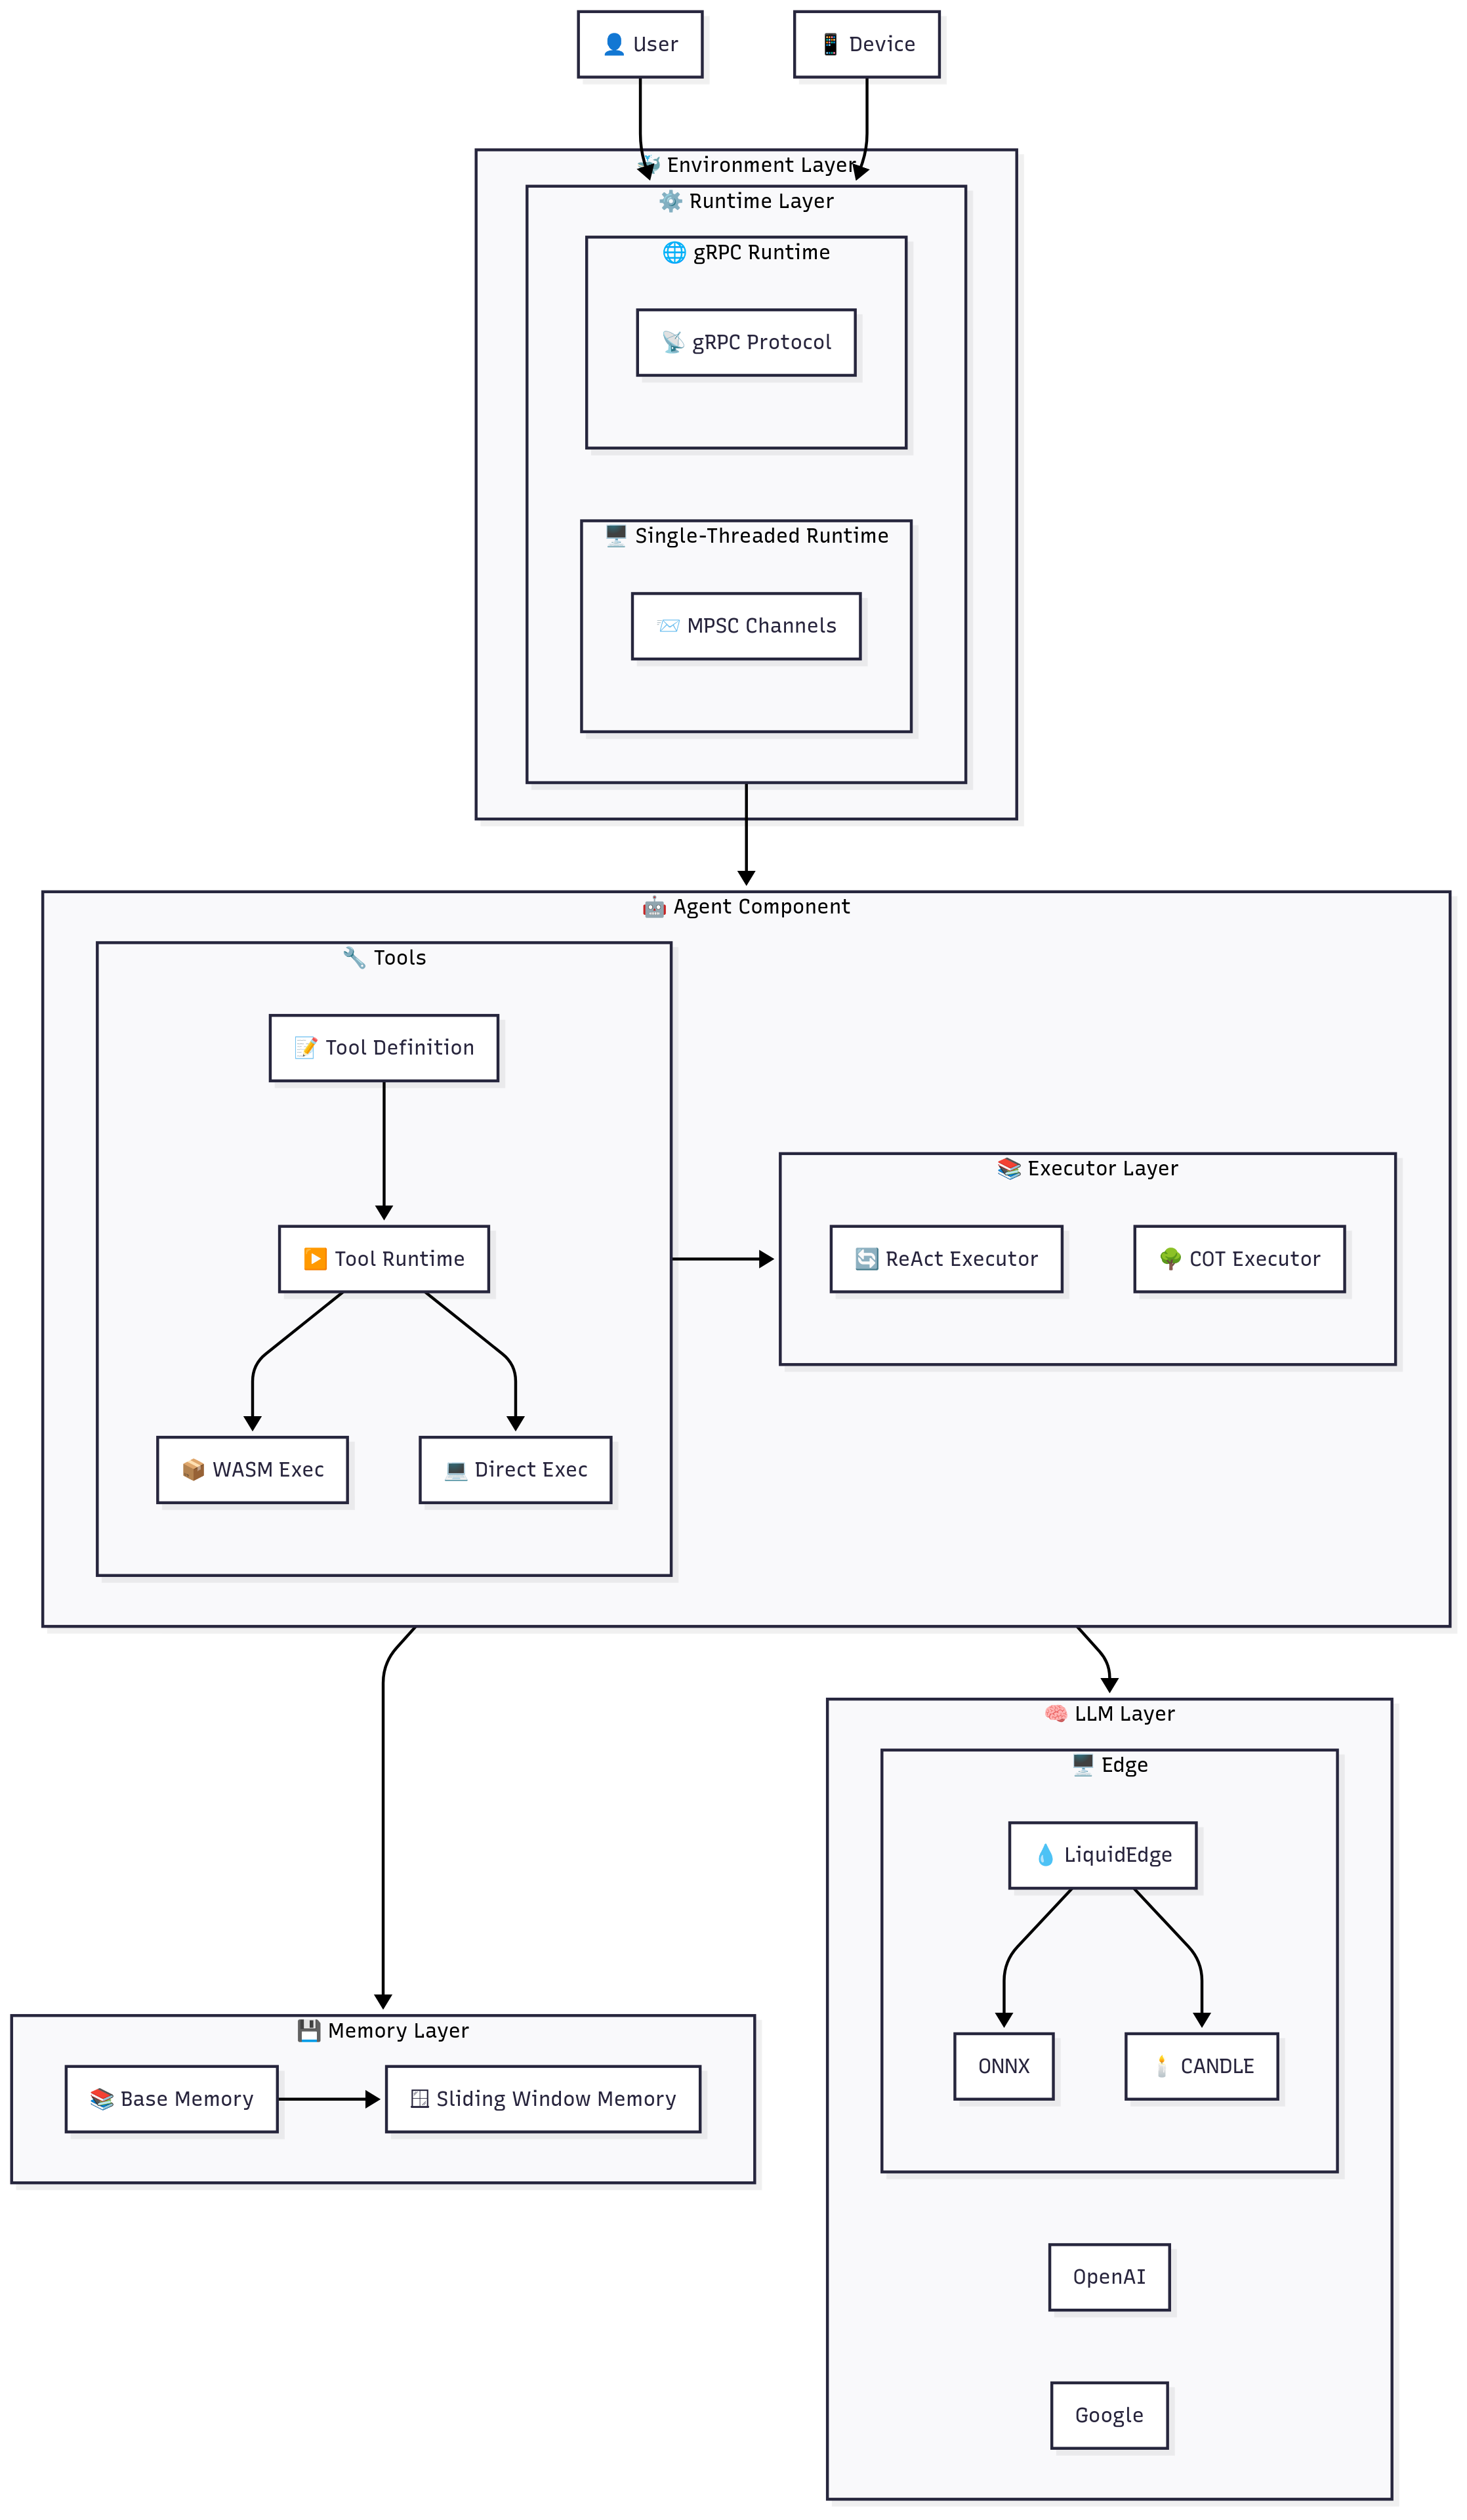 👤 User
📱 Device
🐳 Environment Layer
⚙️ Runtime Layer
🌐 gRPC Runtime
📡 gRPC Protocol
🖥️ Single-Threaded Runtime
📨 MPSC Channels
🤖 Agent Component
🔧 Tools
📝 Tool Definition
📚 Executor Layer
▶️ Tool Runtime
🔄 ReAct Executor
🌳 COT Executor
📦 WASM Exec
💻 Direct Exec
🧠 LLM Layer
🖥️ Edge
💧 LiquidEdge
💾 Memory Layer
ONNX
🕯️ CANDLE
📚 Base Memory
🪟 Sliding Window Memory
OpenAI
Google